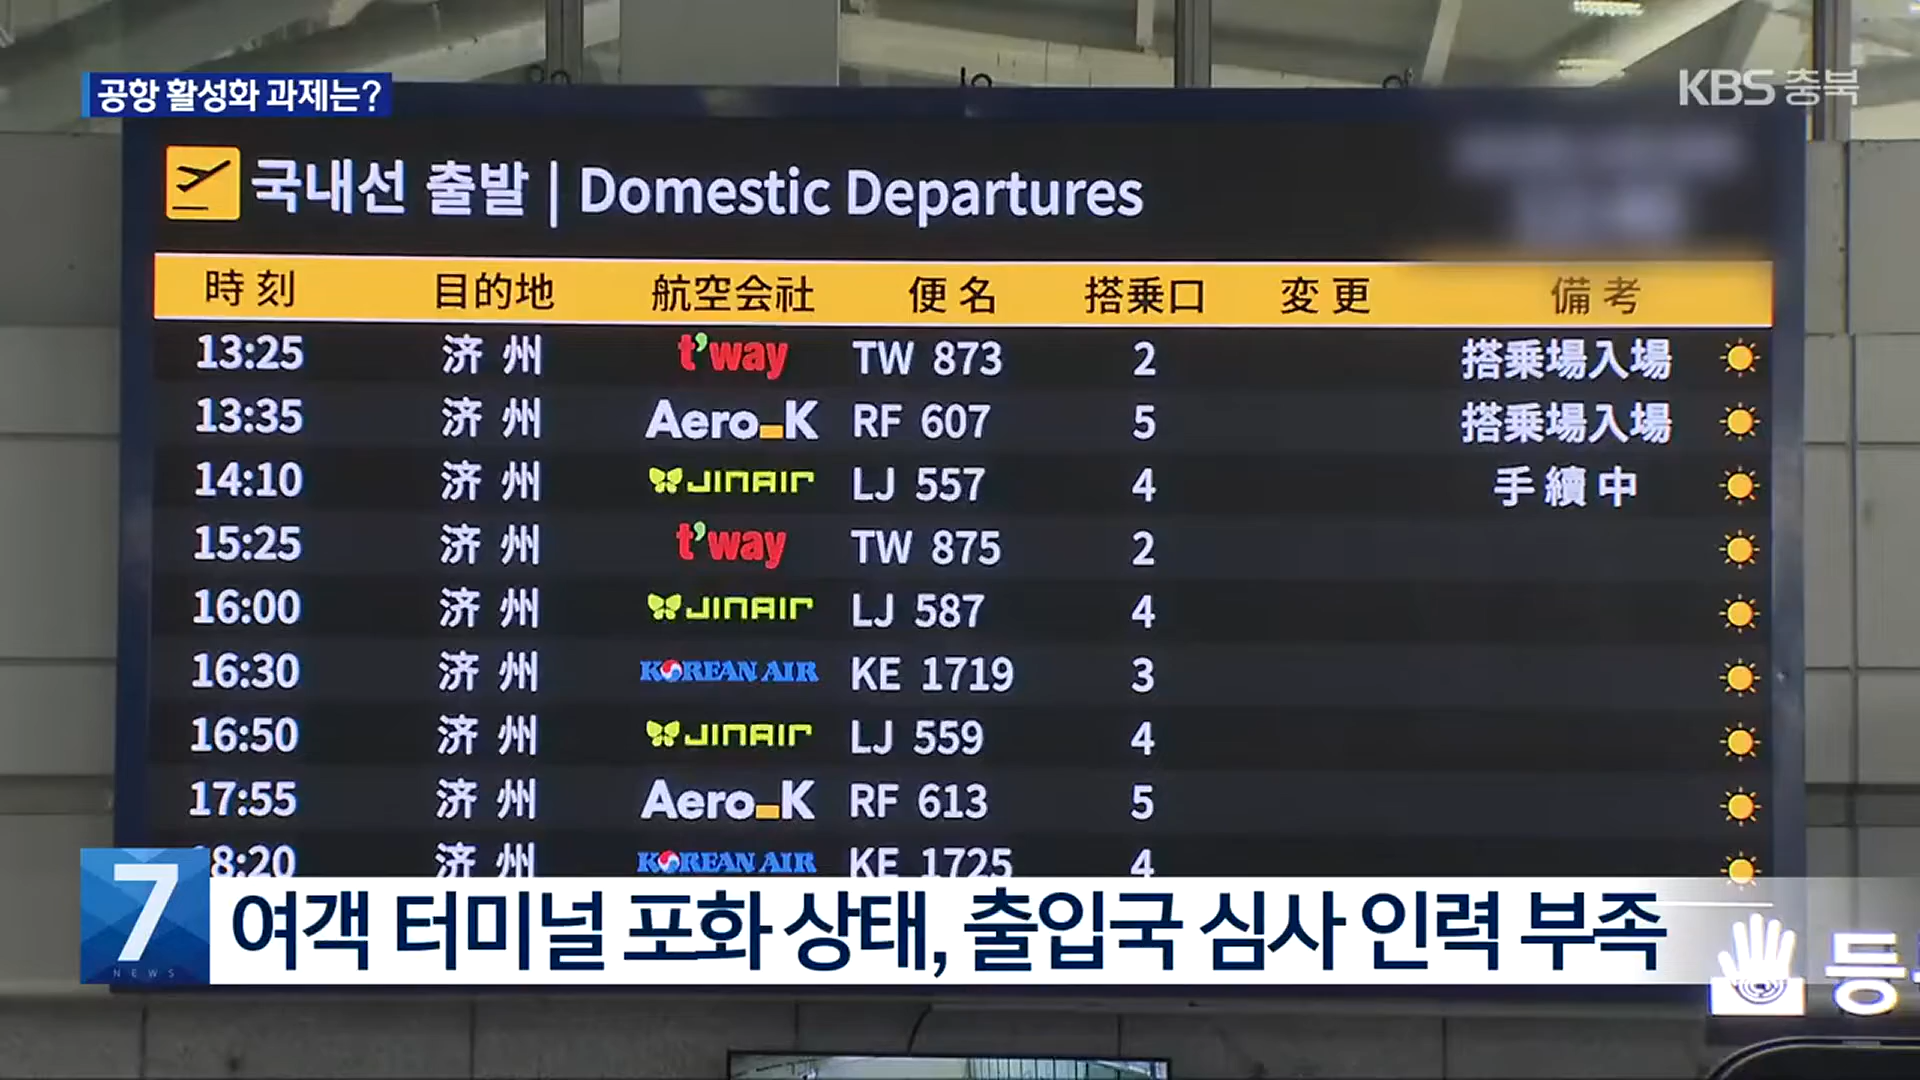 공항 활성화 과제는?
KBS 충북
국내선 출발 | Domestic Departures
時刻 目的地 航空会社 便名 搭乗口 変更 備考
13:25 済州 t'way TW 873 2 搭乗場入場
13:35 済州 Aero_K RF 607 5 搭乗場入場
14:10 済州 JINAIR LJ 557 4 手續中
15:25 済州 t'way TW 875 2
16:00 済州 JINAIR LJ 587 4
16:30 済州 KOREAN AIR KE 1719 3
16:50 済州 JINAIR LJ 559 4
17:55 済州 Aero_K RF 613 5
8:20 済州 KOREAN AIR KE 1725 4
7
NEWS
여객 터미널 포화 상태, 출입국 심사 인력 부족
등